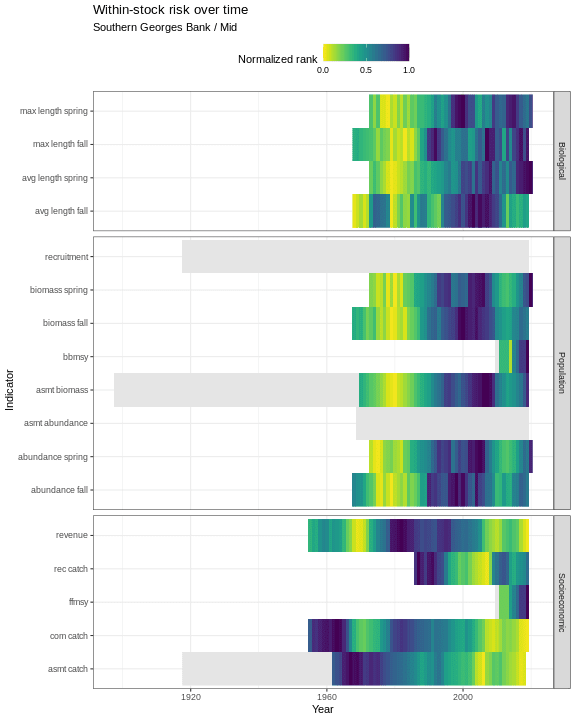 Within-stock risk over time
Southern Georges Bank / Mid
Normalized rank
0.0 0.5 1.0
max length spring
max length fall
avg length spring
avg length fall
Biological
recruitment
biomass spring
biomass fall
bbmsy
asmt biomass
asmt abundance
abundance spring
abundance fall
Population
revenue
rec catch
ffmsy
com catch
asmt catch
Socioeconomic
Indicator
1920 1960 2000
Year